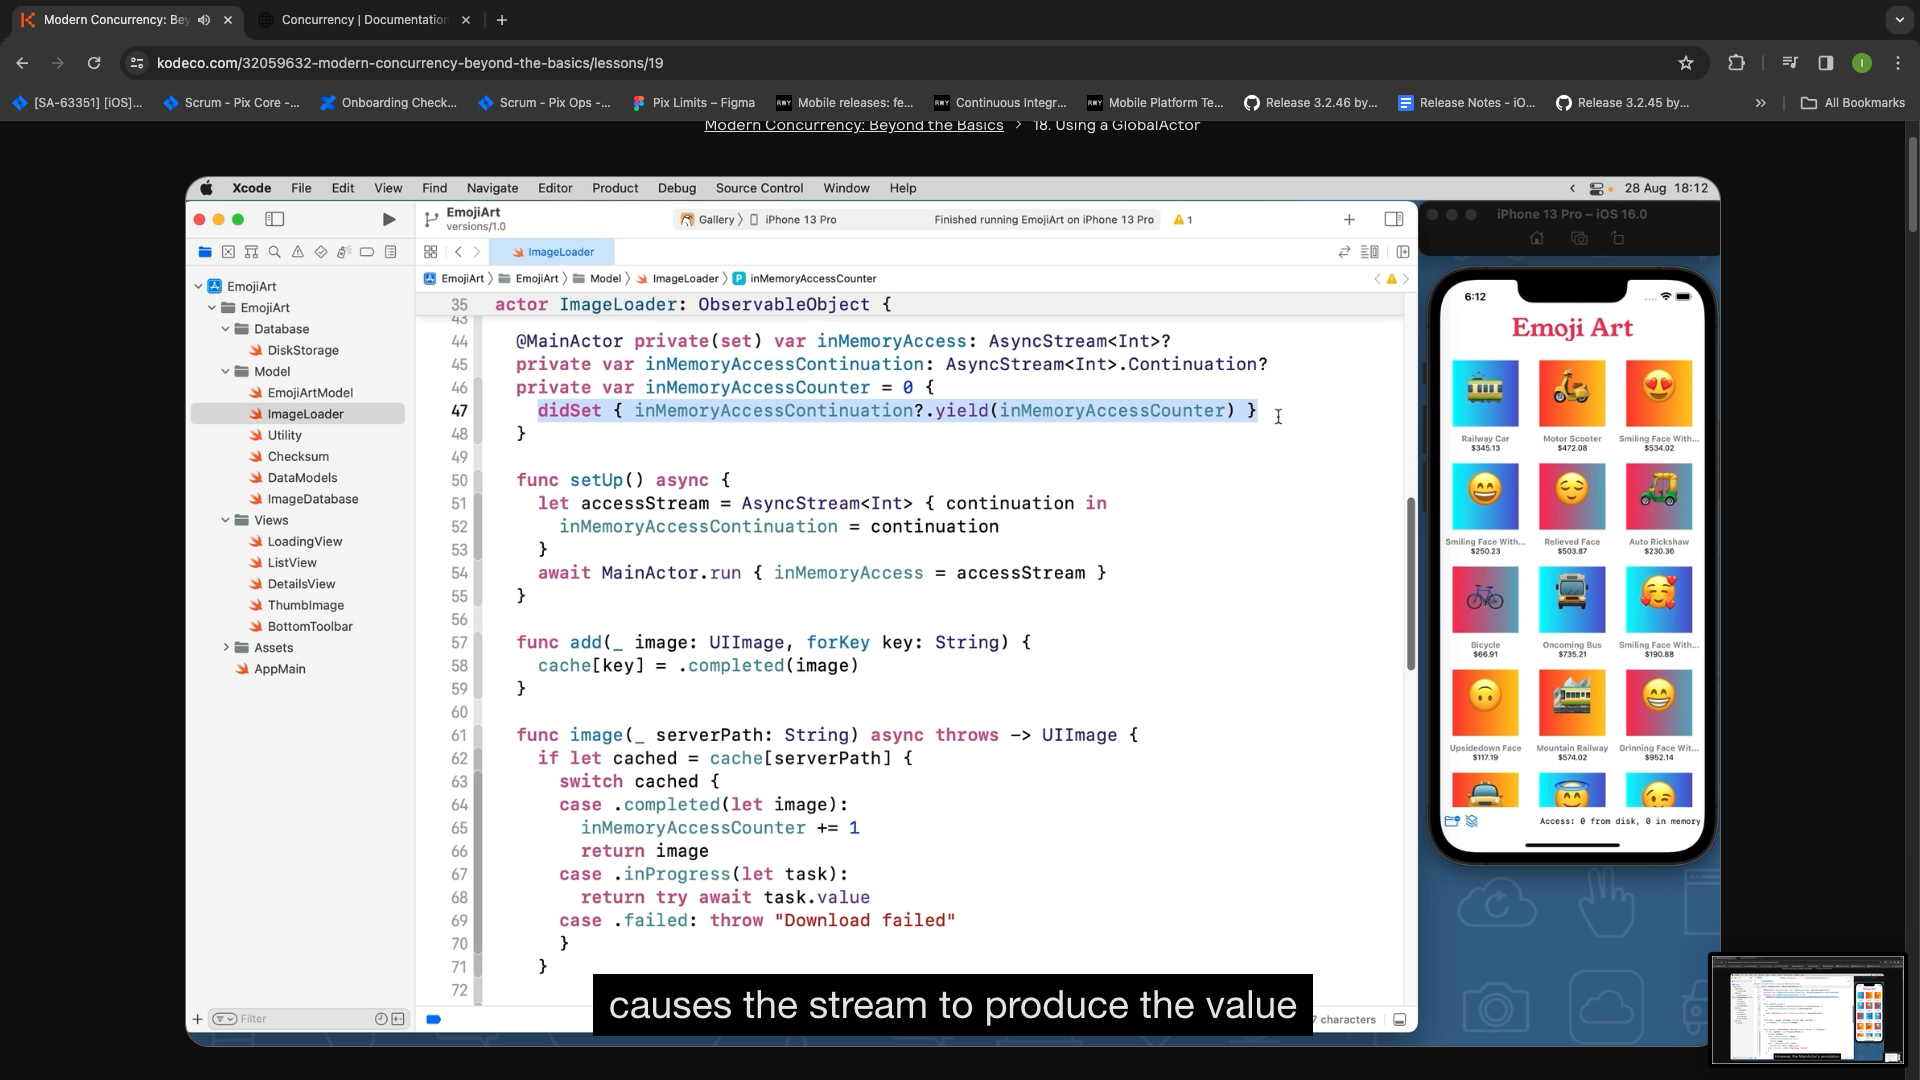 Modern Concurrency: Bey
Concurrency | Documentation
kodeco.com/32059632-modern-concurrency-beyond-the-basics/lessons/19
I
[SA-63351] [iOS]...
Scrum - Pix Core -...
Onboarding Check...
Scrum - Pix Ops -...
Pix Limits – Figma
Mobile releases: fe...
Continuous Integr...
Mobile Platform Te...
Release 3.2.46 by...
Release Notes - iO...
Release 3.2.45 by...
All Bookmarks
Modern Concurrency: Beyond the Basics > 18. Using a GlobalActor
Xcode File Edit View Find Navigate Editor Product Debug Source Control Window Help
28 Aug 18:12
EmojiArt
versions/1.0
Gallery
iPhone 13 Pro
Finished running EmojiArt on iPhone 13 Pro
1
iPhone 13 Pro – iOS 16.0
ImageLoader
EmojiArt
EmojiArt
Model
ImageLoader
inMemoryAccessCounter
EmojiArt
EmojiArt
Database
DiskStorage
Model
EmojiArtModel
ImageLoader
Utility
Checksum
DataModels
ImageDatabase
Views
LoadingView
ListView
DetailsView
ThumbImage
BottomToolbar
Assets
AppMain
Filter
35 actor ImageLoader: ObservableObject {
43
44 @MainActor private(set) var inMemoryAccess: AsyncStream<Int>?
45 private var inMemoryAccessContinuation: AsyncStream<Int>.Continuation?
46 private var inMemoryAccessCounter = 0 {
47 didSet { inMemoryAccessContinuation?.yield(inMemoryAccessCounter) }
48 }
49
50 func setUp() async {
51 let accessStream = AsyncStream<Int> { continuation in
52 inMemoryAccessContinuation = continuation
53 }
54 await MainActor.run { inMemoryAccess = accessStream }
55 }
56
57 func add(_ image: UIImage, forKey key: String) {
58 cache[key] = .completed(image)
59 }
60
61 func image(_ serverPath: String) async throws -> UIImage {
62 if let cached = cache[serverPath] {
63 switch cached {
64 case .completed(let image):
65 inMemoryAccessCounter += 1
66 return image
67 case .inProgress(let task):
68 return try await task.value
69 case .failed: throw "Download failed"
70 }
71 }
72
causes the stream to produce the value
characters
6:12
Emoji Art
Railway Car
$345.13
Motor Scooter
$472.08
Smiling Face With...
$534.02
Smiling Face With...
$250.23
Relieved Face
$503.87
Auto Rickshaw
$230.36
Bicycle
$66.91
Oncoming Bus
$735.21
Smiling Face With...
$190.88
Upsidedown Face
$117.19
Mountain Railway
$574.02
Grinning Face Wit...
$952.14
Access: 0 from disk, 0 in memory